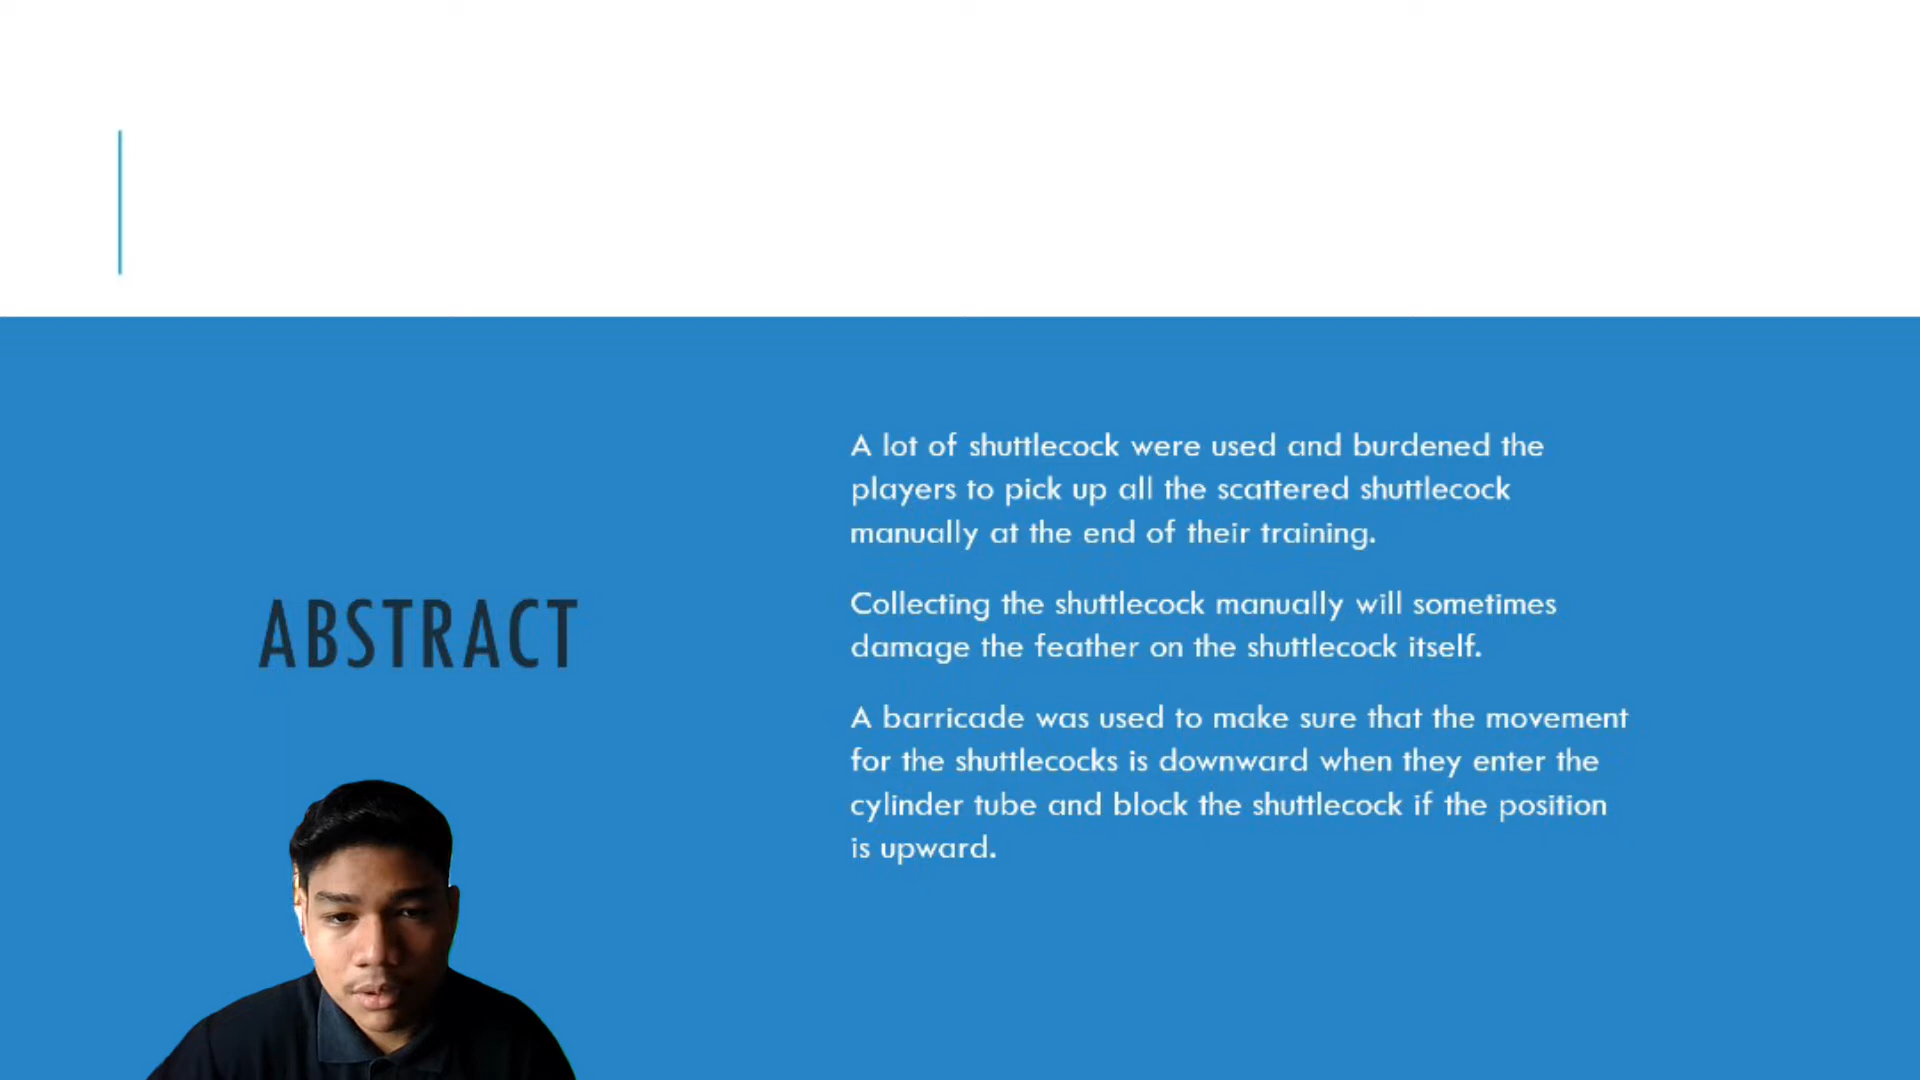 ABSTRACT
A lot of shuttlecock were used and burdened the
players to pick up all the scattered shuttlecock
manually at the end of their training.
Collecting the shuttlecock manually will sometimes
damage the feather on the shuttlecock itself.
A barricade was used to make sure that the movement
for the shuttlecocks is downward when they enter the
cylinder tube and block the shuttlecock if the position
is upward.